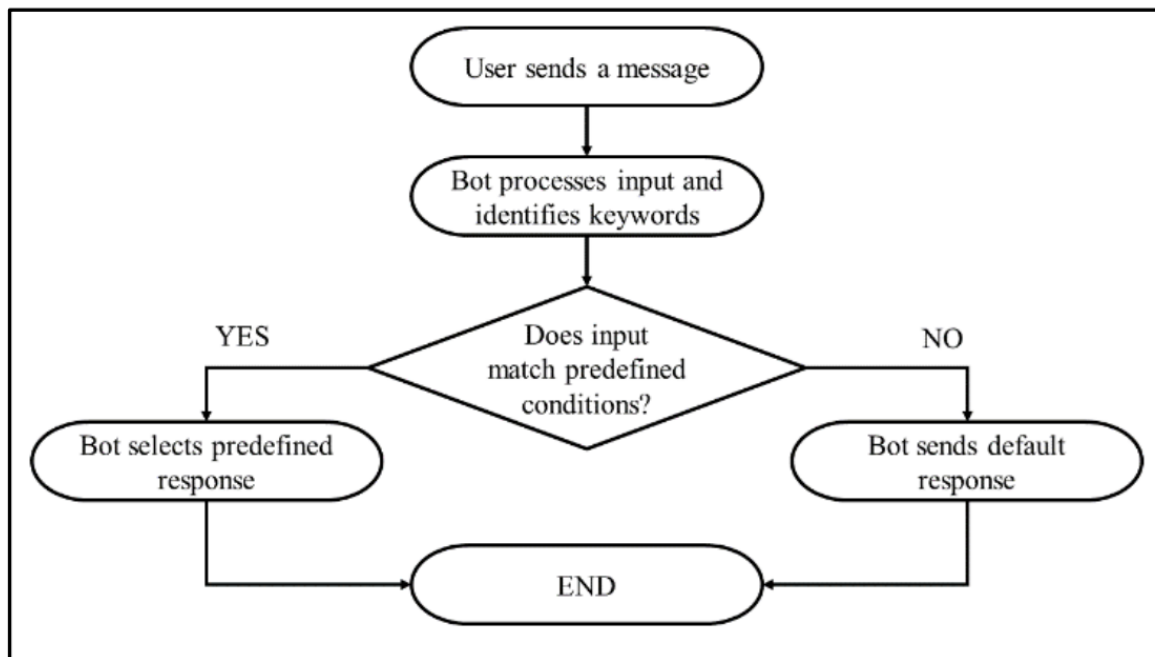 User sends a message
Bot processes input and
identifies keywords
YES
Does input
match predefined
conditions?
NO
Bot selects predefined
response
Bot sends default
response
END